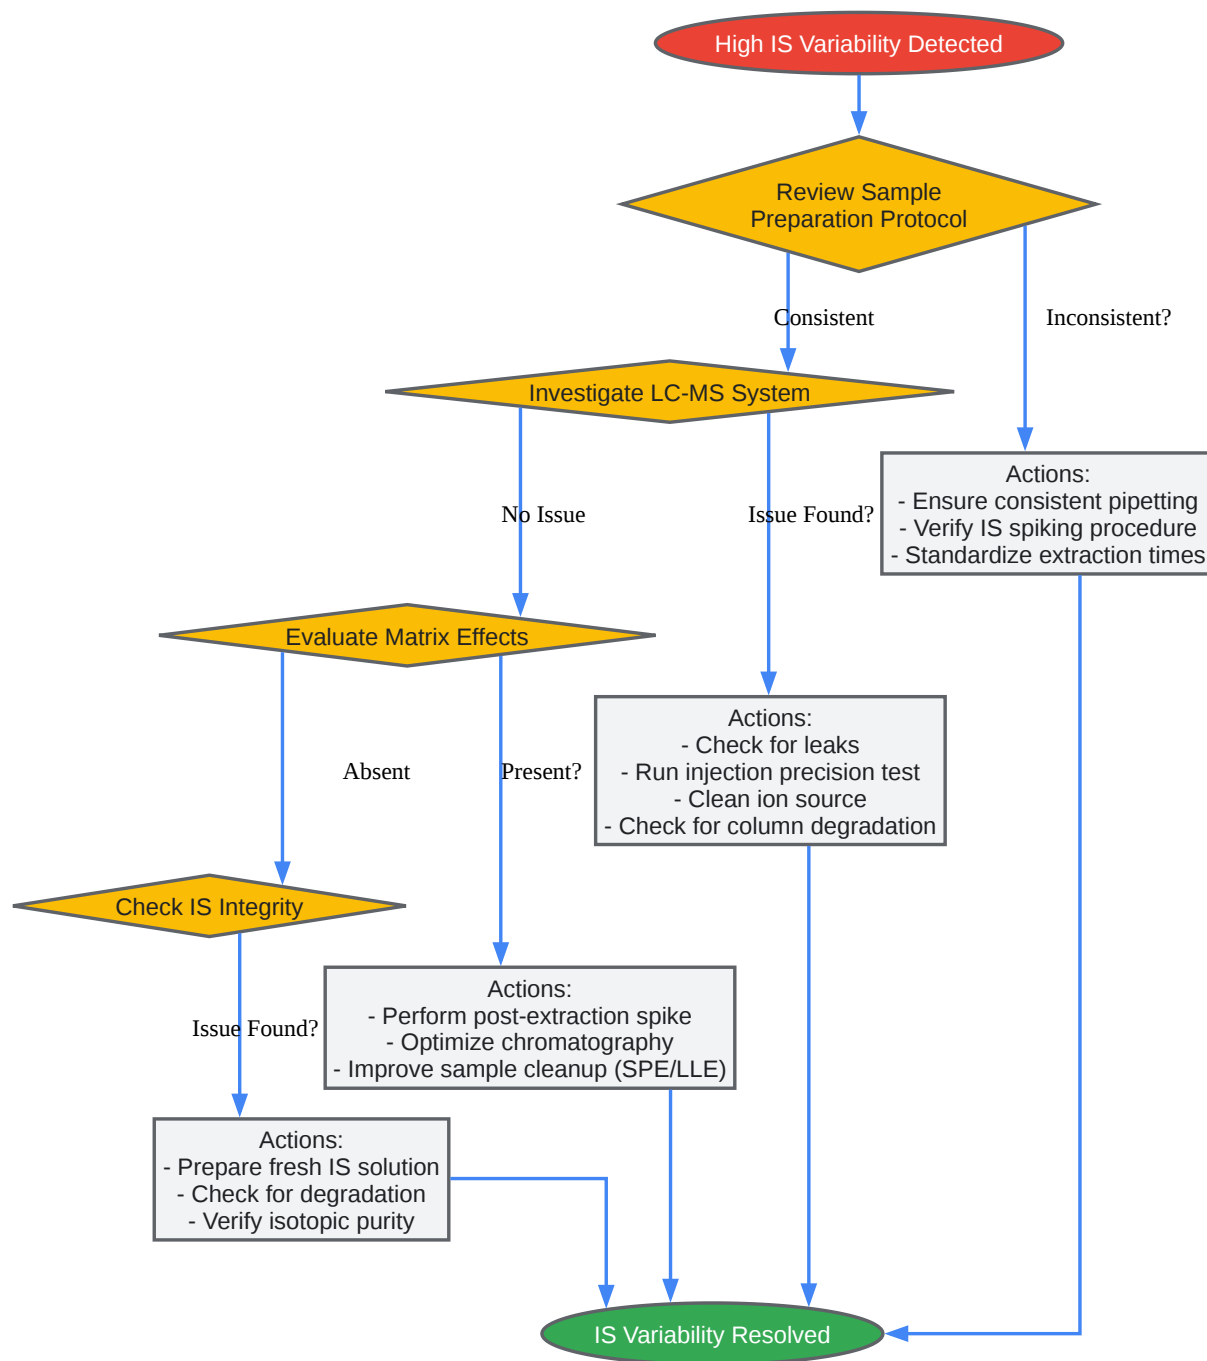 High IS Variability Detected
Review Sample
Preparation Protocol
Consistent
Inconsistent?
Investigate LC-MS System
Actions:
- Ensure consistent pipetting
- Verify IS spiking procedure
- Standardize extraction times
No Issue
Issue Found?
Evaluate Matrix Effects
Actions:
- Check for leaks
- Run injection precision test
- Clean ion source
- Check for column degradation
Absent
Present?
Check IS Integrity
Actions:
- Perform post-extraction spike
- Optimize chromatography
- Improve sample cleanup (SPE/LLE)
Issue Found?
Actions:
- Prepare fresh IS solution
- Check for degradation
- Verify isotopic purity
IS Variability Resolved